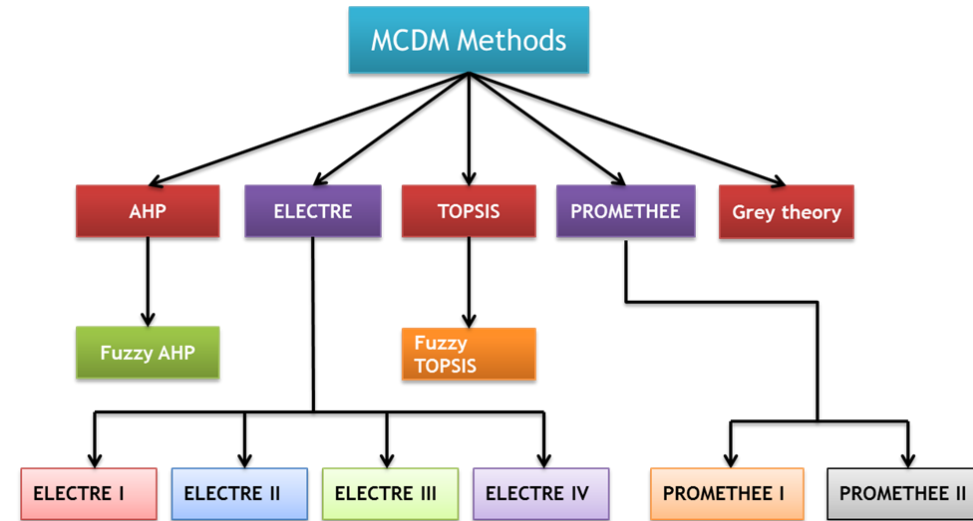 MCDM Methods
AHP
ELECTRE
TOPSIS
PROMETHEE
Grey theory
Fuzzy AHP
Fuzzy
TOPSIS
ELECTRE I
ELECTRE II
ELECTRE III
ELECTRE IV
PROMETHEE I
PROMETHEE II